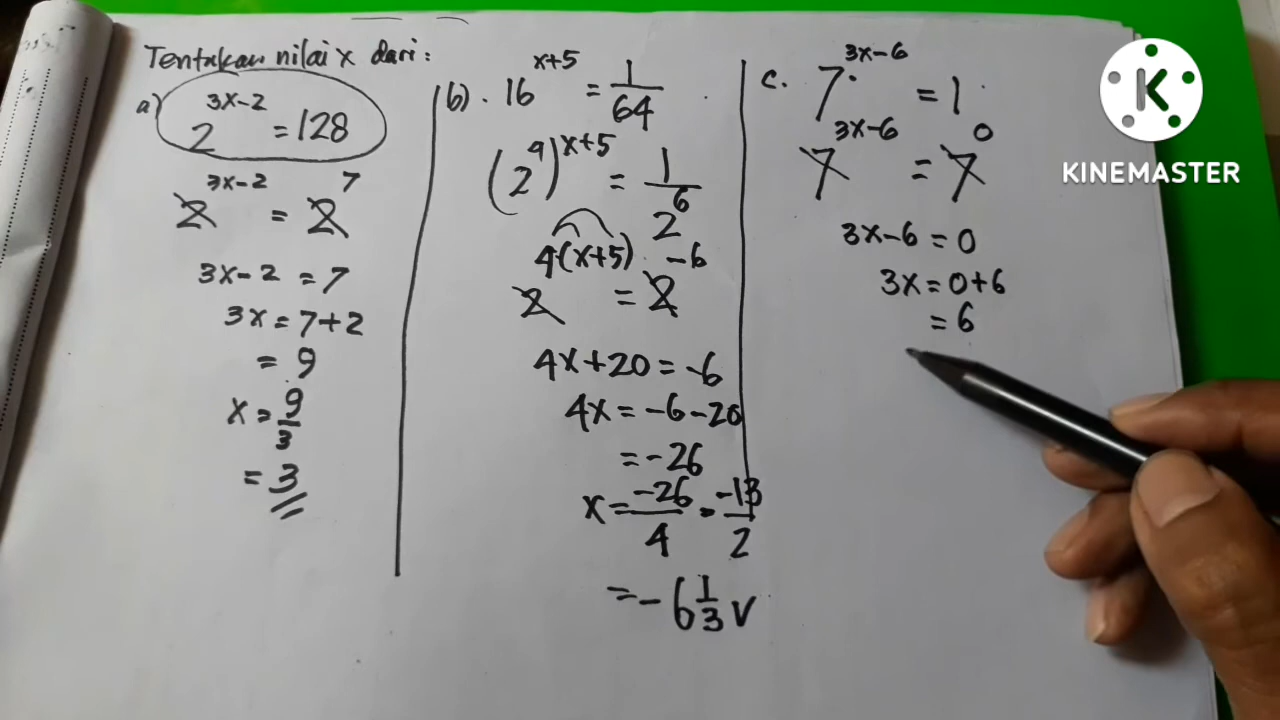 Tentukan nilai x dari:
a) 2^(3x-2) = 128
2^(3x-2) = 2^7
3x-2 = 7
3x = 7+2
= 9
x = 9/3
= 3
b). 16^(x+5) = 1/64
(2^4)^(x+5) = 1/2^6
2^(4(x+5)) = 2^(-6)
4x+20 = -6
4x = -6-20
= -26
x = -26/4 = -13/2
= -6 1/3 v
c. 7^(3x-6) = 1
7^(3x-6) = 7^0
3x-6 = 0
3x = 0+6
= 6
K
KINEMASTER